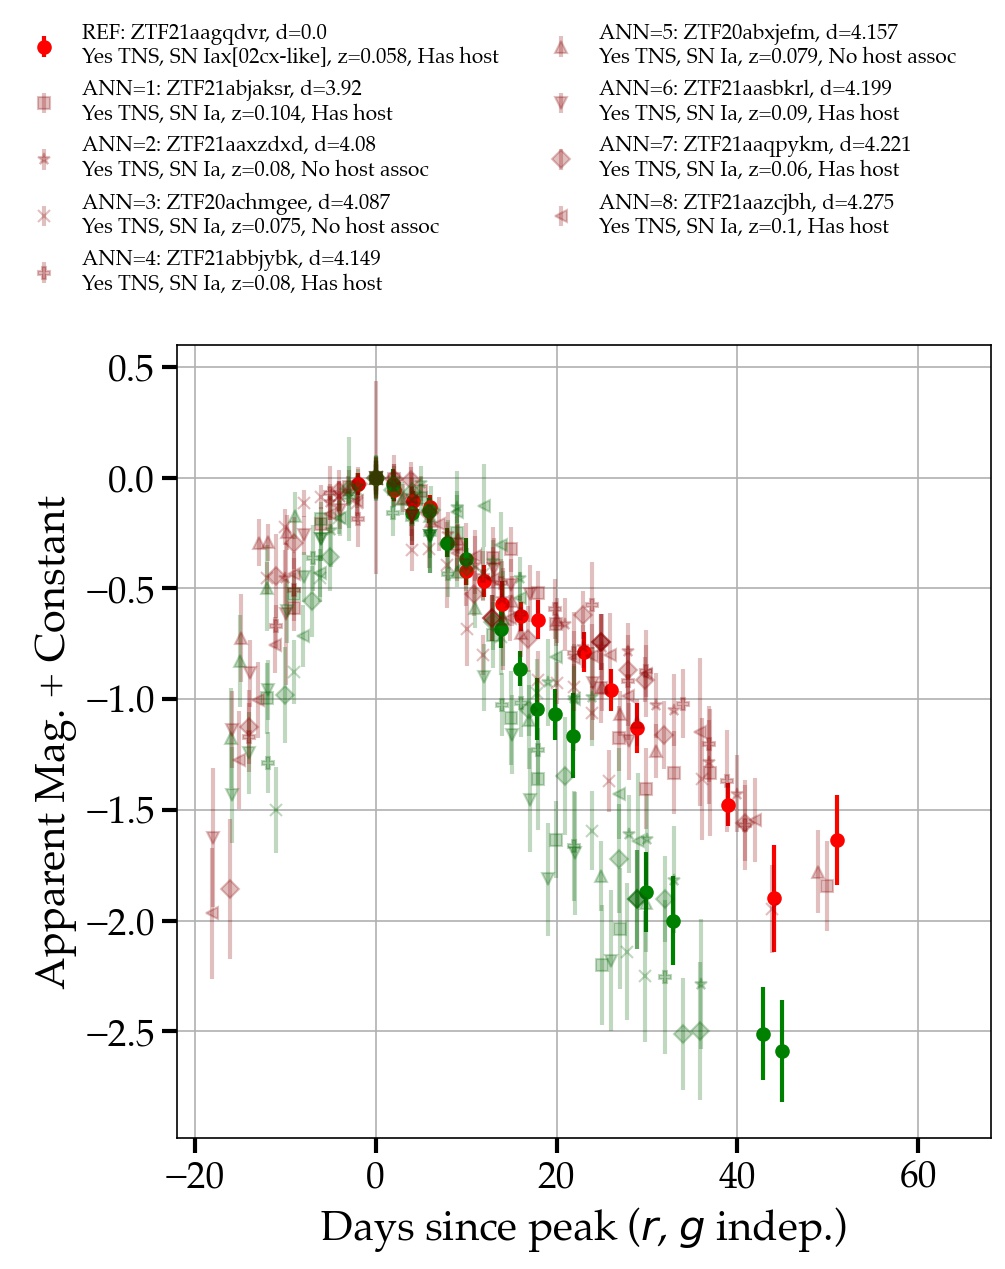 REF: ZTF21aagqdvr, d=0.0
Yes TNS, SN Iax[02cx-like], z=0.058, Has host
ANN=1: ZTF21abjaksr, d=3.92
Yes TNS, SN Ia, z=0.104, Has host
ANN=2: ZTF21aaxzdxd, d=4.08
Yes TNS, SN Ia, z=0.08, No host assoc
ANN=3: ZTF20achmgee, d=4.087
Yes TNS, SN Ia, z=0.075, No host assoc
ANN=4: ZTF21abbjybk, d=4.149
Yes TNS, SN Ia, z=0.08, Has host
ANN=5: ZTF20abxjefm, d=4.157
Yes TNS, SN Ia, z=0.079, No host assoc
ANN=6: ZTF21aasbkrl, d=4.199
Yes TNS, SN Ia, z=0.09, Has host
ANN=7: ZTF21aaqpykm, d=4.221
Yes TNS, SN Ia, z=0.06, Has host
ANN=8: ZTF21aazcjbh, d=4.275
Yes TNS, SN Ia, z=0.1, Has host
Apparent Mag. + Constant
0.5
0.0
−0.5
−1.0
−1.5
−2.0
−2.5
−20 0 20 40 60
Days since peak (r, g indep.)